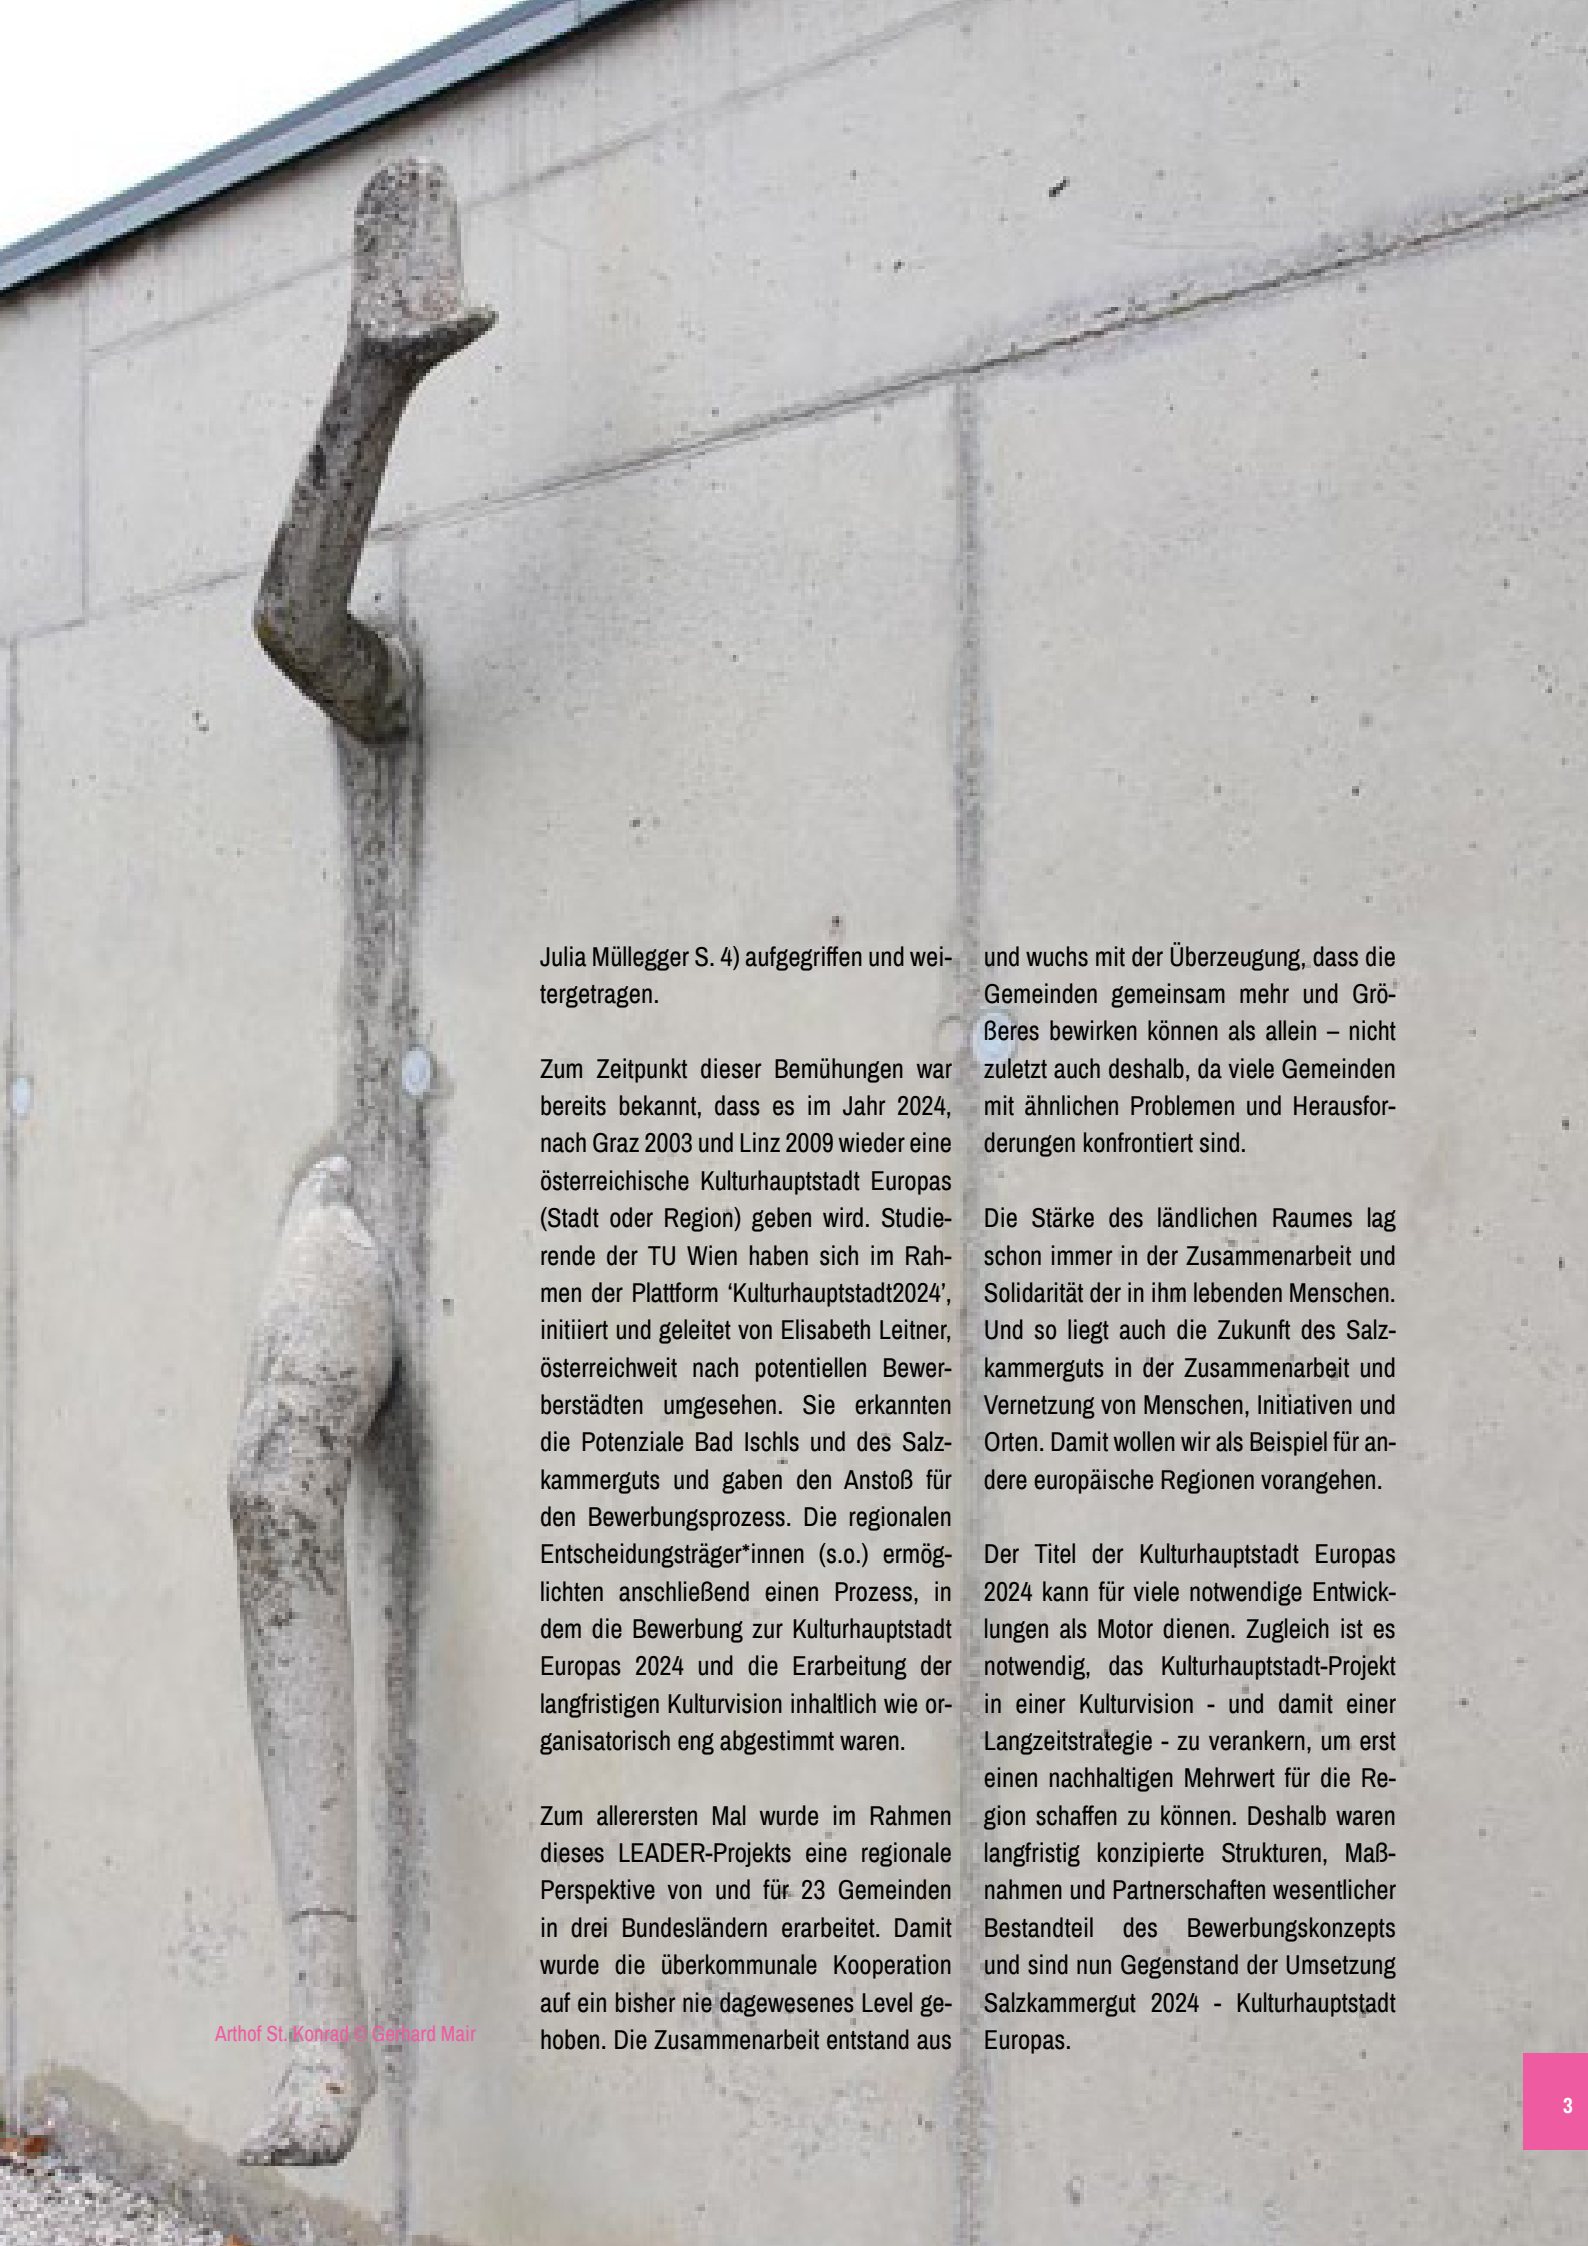 Julia Müllegger S. 4) aufgegriffen und wei-
tergetragen.
Zum Zeitpunkt dieser Bemühungen war
bereits bekannt, dass es im Jahr 2024,
nach Graz 2003 und Linz 2009 wieder eine
österreichische Kulturhauptstadt Europas
(Stadt oder Region) geben wird. Studie-
rende der TU Wien haben sich im Rah-
men der Plattform ‘Kulturhauptstadt2024’,
initiiert und geleitet von Elisabeth Leitner,
österreichweit nach potentiellen Bewer-
berstädten umgesehen. Sie erkannten
die Potenziale Bad Ischls und des Salz-
kammerguts und gaben den Anstoß für
den Bewerbungsprozess. Die regionalen
Entscheidungsträger*innen (s.o.) ermög-
lichten anschließend einen Prozess, in
dem die Bewerbung zur Kulturhauptstadt
Europas 2024 und die Erarbeitung der
langfristigen Kulturvision inhaltlich wie or-
ganisatorisch eng abgestimmt waren.
Zum allerersten Mal wurde im Rahmen
dieses LEADER-Projekts eine regionale
Perspektive von und für 23 Gemeinden
in drei Bundesländern erarbeitet. Damit
wurde die überkommunale Kooperation
auf ein bisher nie dagewesenes Level ge-
hoben. Die Zusammenarbeit entstand aus
und wuchs mit der Überzeugung, dass die
Gemeinden gemeinsam mehr und Grö-
ßeres bewirken können als allein – nicht
zuletzt auch deshalb, da viele Gemeinden
mit ähnlichen Problemen und Herausfor-
derungen konfrontiert sind.
Die Stärke des ländlichen Raumes lag
schon immer in der Zusammenarbeit und
Solidarität der in ihm lebenden Menschen.
Und so liegt auch die Zukunft des Salz-
kammerguts in der Zusammenarbeit und
Vernetzung von Menschen, Initiativen und
Orten. Damit wollen wir als Beispiel für an-
dere europäische Regionen vorangehen.
Der Titel der Kulturhauptstadt Europas
2024 kann für viele notwendige Entwick-
lungen als Motor dienen. Zugleich ist es
notwendig, das Kulturhauptstadt-Projekt
in einer Kulturvision - und damit einer
Langzeitstrategie - zu verankern, um erst
einen nachhaltigen Mehrwert für die Re-
gion schaffen zu können. Deshalb waren
langfristig konzipierte Strukturen, Maß-
nahmen und Partnerschaften wesentlicher
Bestandteil des Bewerbungskonzepts
und sind nun Gegenstand der Umsetzung
Salzkammergut 2024 - Kulturhauptstadt
Europas.
Arthof St. Konrad © Gerhard Mair
3